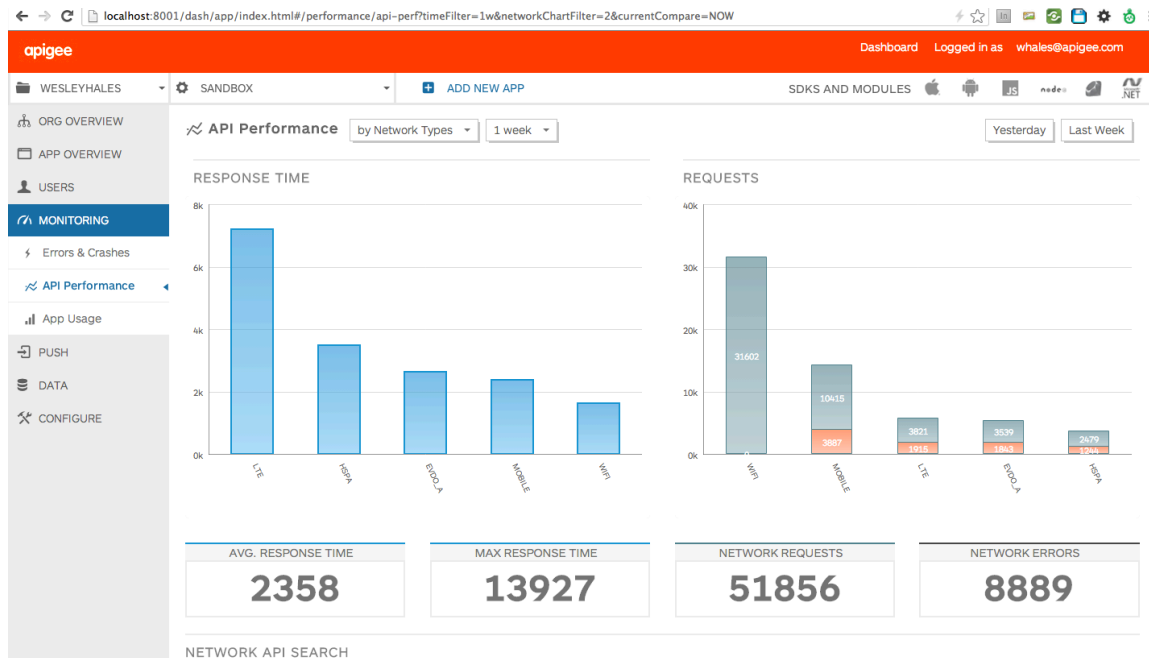 localhost:8001/dash/app/index.html#/performance/api-perf?timeFilter=1w&networkChartFilter=2&currentCompare=NOW
apigee
Dashboard Logged in as whales@apigee.com
WESLEYHALES SANDBOX ADD NEW APP SDKS AND MODULES JS node .NET
ORG OVERVIEW
APP OVERVIEW
USERS
MONITORING
Errors & Crashes
API Performance
App Usage
PUSH
DATA
CONFIGURE
API Performance by Network Types 1 week Yesterday Last Week
RESPONSE TIME
8k
6k
4k
2k
0k
LTE HSPA EVDO_A MOBILE WIFI
REQUESTS
40k
30k
20k
10k
0k
31602
10415
3887
3821
1915
3539
1843
2479
1244
WIFI MOBILE LTE EVDO_A HSPA
AVG. RESPONSE TIME
2358
MAX RESPONSE TIME
13927
NETWORK REQUESTS
51856
NETWORK ERRORS
8889
NETWORK API SEARCH